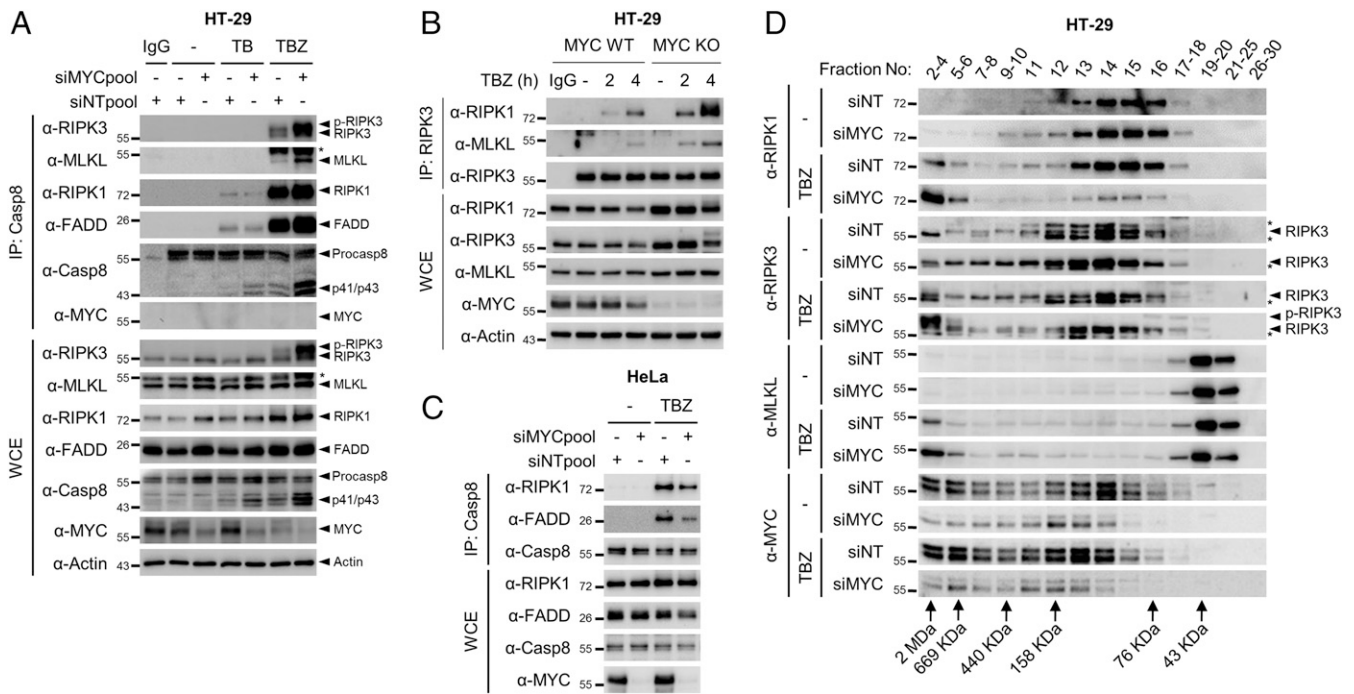 A
HT-29
IgG - TB TBZ
siMYCpool - - + - + - +
siNTpool + + - + - + -
IP: Casp8
α-RIPK3 55 p-RIPK3
RIPK3
α-MLKL 55 *
MLKL
α-RIPK1 72 RIPK1
α-FADD 26 FADD
α-Casp8 55 Procasp8
43 p41/p43
α-MYC 55 MYC
WCE
α-RIPK3 55 p-RIPK3
RIPK3
α-MLKL 55 *
MLKL
α-RIPK1 72 RIPK1
α-FADD 26 FADD
α-Casp8 55 Procasp8
43 p41/p43
α-MYC 55 MYC
α-Actin 43 Actin
B
HT-29
MYC WT MYC KO
TBZ (h) IgG - 2 4 - 2 4
IP: RIPK3
α-RIPK1 72
α-MLKL 55
α-RIPK3 55
WCE
α-RIPK1 72
α-RIPK3 55
α-MLKL 55
α-MYC 55
α-Actin 43
C
HeLa
- TBZ
siMYCpool - + - +
siNTpool + - + -
IP: Casp8
α-RIPK1 72
α-FADD 26
α-Casp8 55
WCE
α-RIPK1 72
α-FADD 26
α-Casp8 55
α-MYC 55
D
HT-29
Fraction No: 2-4 5-6 7-8 9-10 11 12 13 14 15 16 17-18 19-20 21-25 26-30
α-RIPK1
-
siNT 72
siMYC 72
TBZ
siNT 72
siMYC 72
α-RIPK3
-
siNT 55 * RIPK3 *
siMYC 55 RIPK3 *
TBZ
siNT 55 RIPK3 *
siMYC 55 p-RIPK3
RIPK3 *
α-MLKL
-
siNT 55
siMYC 55
TBZ
siNT 55
siMYC 55
α-MYC
-
siNT 55
siMYC 55
TBZ
siNT 55
siMYC 55
2 MDa 669 KDa 440 KDa 158 KDa 76 KDa 43 KDa